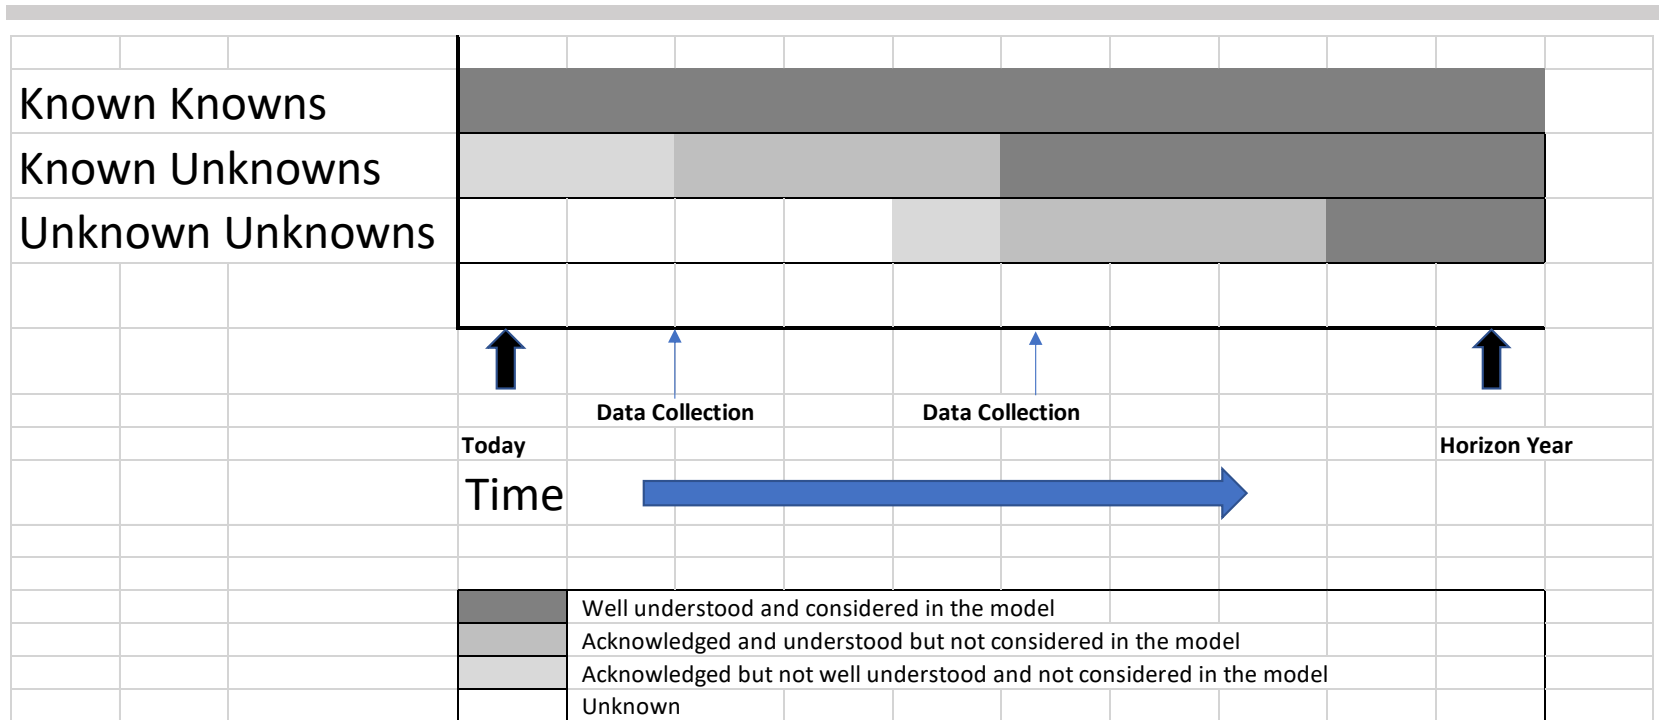 Known Knowns
Known Unknowns
Unknown Unknowns
Data Collection
Data Collection
Today
Horizon Year
Time
Well understood and considered in the model
Acknowledged and understood but not considered in the model
Acknowledged but not well understood and not considered in the model
Unknown